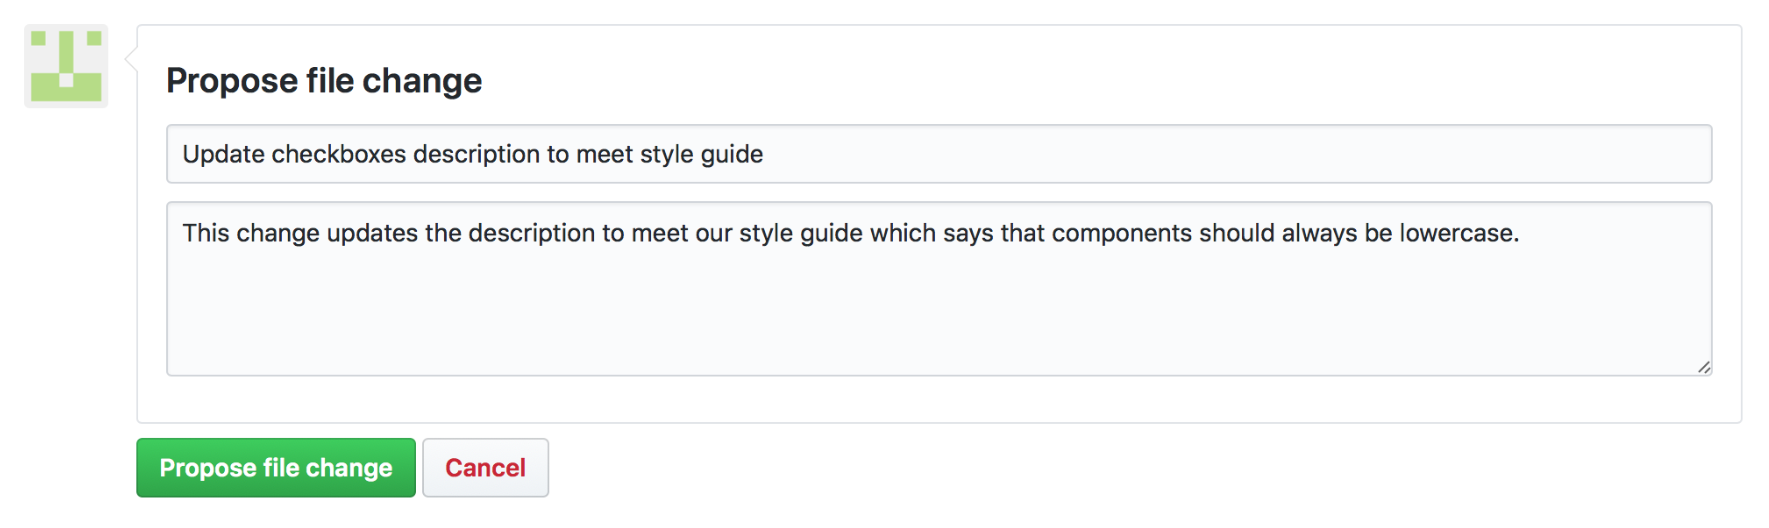 Propose file change
Update checkboxes description to meet style guide
This change updates the description to meet our style guide which says that components should always be lowercase.
Propose file change
Cancel